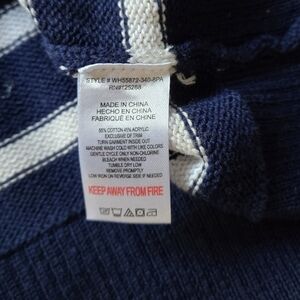 STYLE # WH55872-340-8PA
RN# 125268
MADE IN CHINA
HECHO EN CHINA
FABRIQUÉ EN CHINE
55% COTTON 45% ACRYLIC
EXCLUSIVE OF TRIM
TURN GARMENT INSIDE OUT
MACHINE WASH COLD WITH LIKE COLORS
GENTLE CYCLE ONLY NON-CHLORINE
BLEACH WHEN NEEDED
TUMBLE DRY LOW
REMOVE PROMPTLY
LOW IRON ON REVERSE SIDE IF NEEDED
KEEP AWAY FROM FIRE